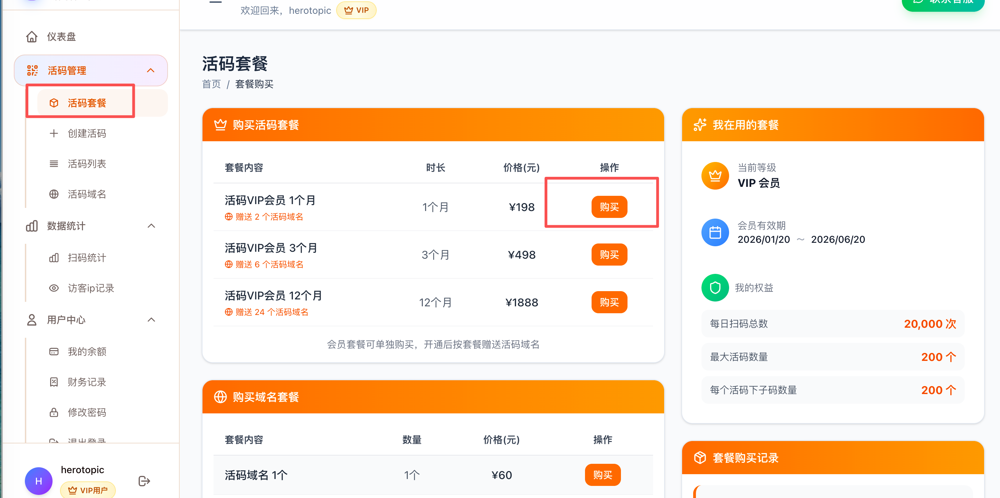 欢迎回来，herotopic
VIP
仪表盘
活码管理
活码套餐
创建活码
活码列表
活码域名
数据统计
扫码统计
访客ip记录
用户中心
我的余额
财务记录
修改密码
退出登录
H
herotopic
VIP用户
联系客服
活码套餐
首页 / 套餐购买
购买活码套餐
套餐内容 时长 价格(元) 操作
活码VIP会员 1个月
赠送 2 个活码域名
1个月 ¥198 购买
活码VIP会员 3个月
赠送 6 个活码域名
3个月 ¥498 购买
活码VIP会员 12个月
赠送 24 个活码域名
12个月 ¥1888 购买
会员套餐可单独购买，开通后按套餐赠送活码域名
购买域名套餐
套餐内容 数量 价格(元) 操作
活码域名 1个 1个 ¥60 购买
我在用的套餐
当前等级
VIP 会员
会员有效期
2026/01/20 ～ 2026/06/20
我的权益
每日扫码总数 20,000 次
最大活码数量 200 个
每个活码下子码数量 200 个
套餐购买记录